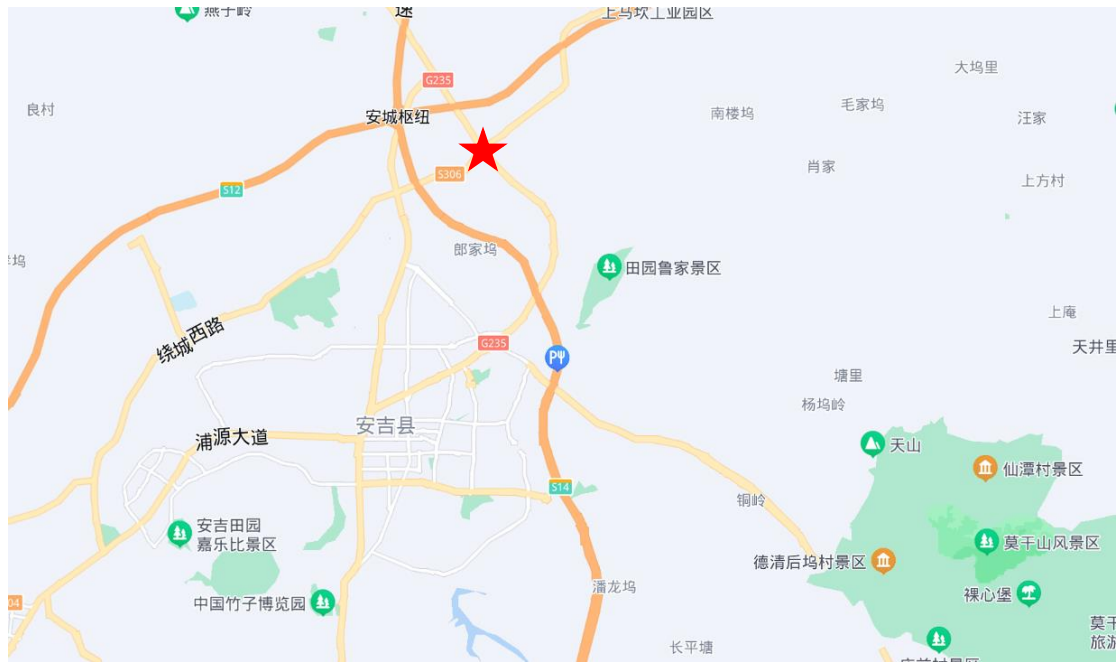 燕子岭
速
上马坎工业园区
G235
大坞里
良村
安城枢纽
南楼坞
毛家坞
汪家
S306
肖家
S12
上方村
郎家坞
田园鲁家景区
绕城西路
G235
上庵
天井里
塘里
杨坞岭
安吉县
浦源大道
天山
仙潭村景区
S14
铜岭
安吉田园
嘉乐比景区
莫干山风景区
德清后坞村景区
中国竹子博览园
潘龙坞
裸心堡
04
莫干
旅游
长平塘